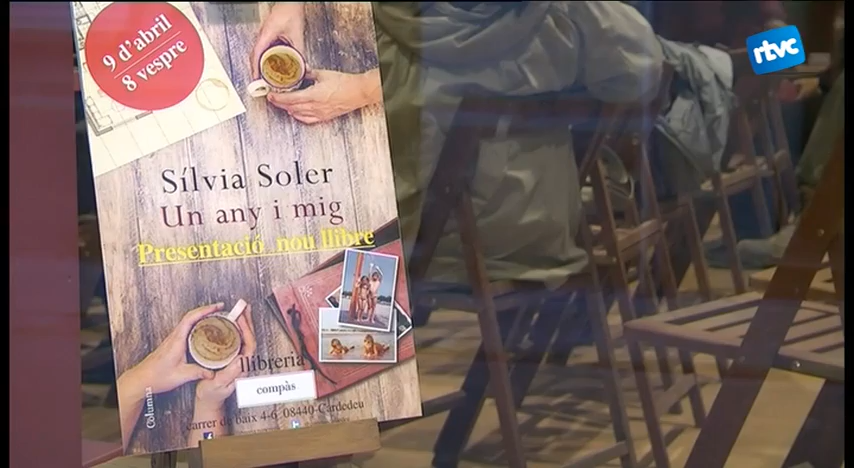 9 d'abril
8 vespre
rtvc
Sílvia Soler
Un any i mig
Presentació nou llibre
llibreria
compàs
Columna
carrer de baix 4-6, 08440-Cardedeu